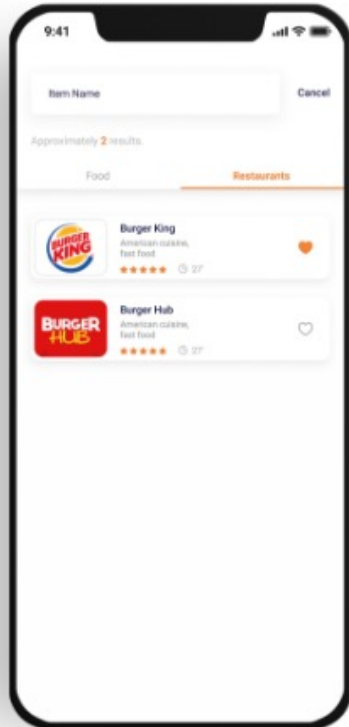 9:41
Item Name
Cancel
Approximately 2 results.
Food
Restaurants
BURGER
KING
Burger King
American cuisine,
fast food
27'
BURGER
HUB
Burger Hub
American cuisine,
fast food
27'